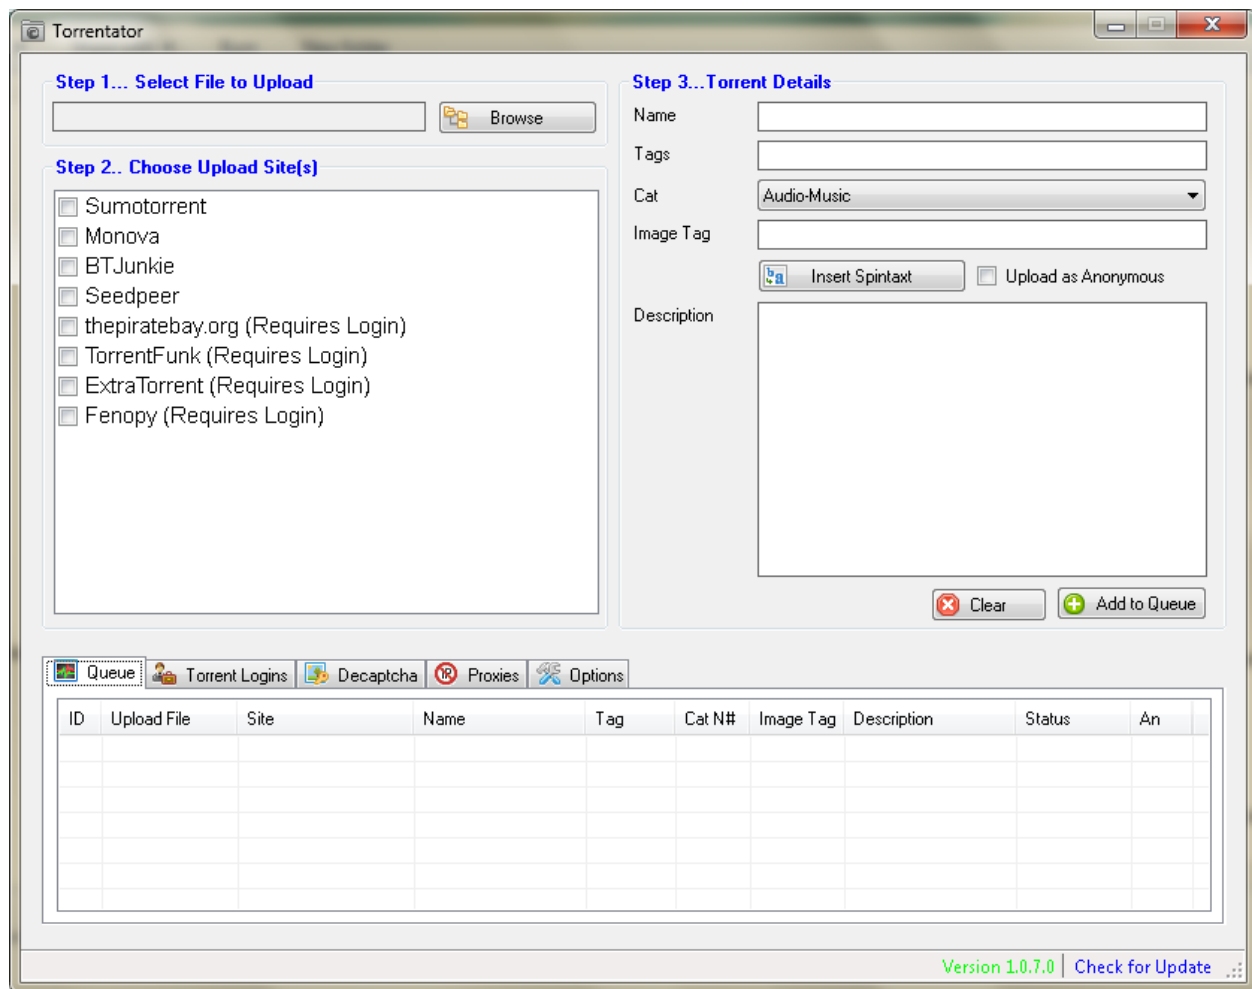 Torrentator
Step 1... Select File to Upload
Browse
Step 2.. Choose Upload Site(s)
Sumotorrent
Monova
BTJunkie
Seedpeer
thepiratebay.org (Requires Login)
TorrentFunk (Requires Login)
ExtraTorrent (Requires Login)
Fenopy (Requires Login)
Step 3...Torrent Details
Name
Tags
Cat Audio-Music
Image Tag
Insert Spintaxt Upload as Anonymous
Description
Clear Add to Queue
Queue Torrent Logins Decaptcha Proxies Options
ID Upload File Site Name Tag Cat N# Image Tag Description Status An
Version 1.0.7.0 Check for Update